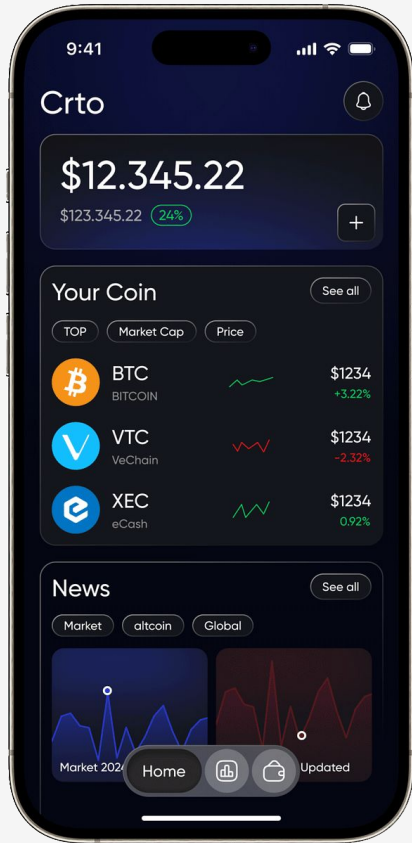 9:41
Crto
$12.345.22
$123.345.22 24%
+
Your Coin See all
TOP Market Cap Price
BTC $1234
BITCOIN +3.22%
VTC $1234
VeChain -2.32%
XEC $1234
eCash 0.92%
News See all
Market altcoin Global
Market 202 Updated
Home